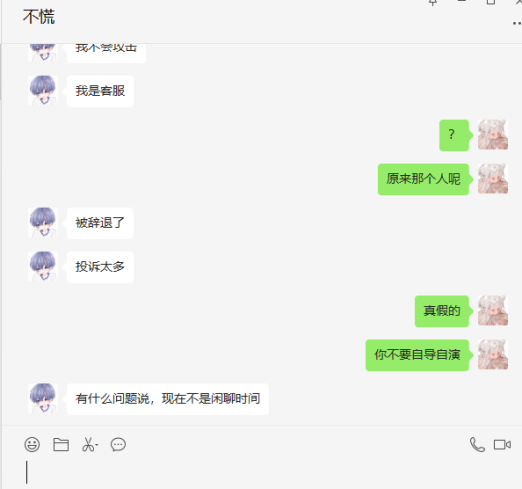 不慌
我不会攻击
我是客服
?
原来那个人呢
被辞退了
投诉太多
真假的
你不要自导自演
有什么问题说，现在不是闲聊时间